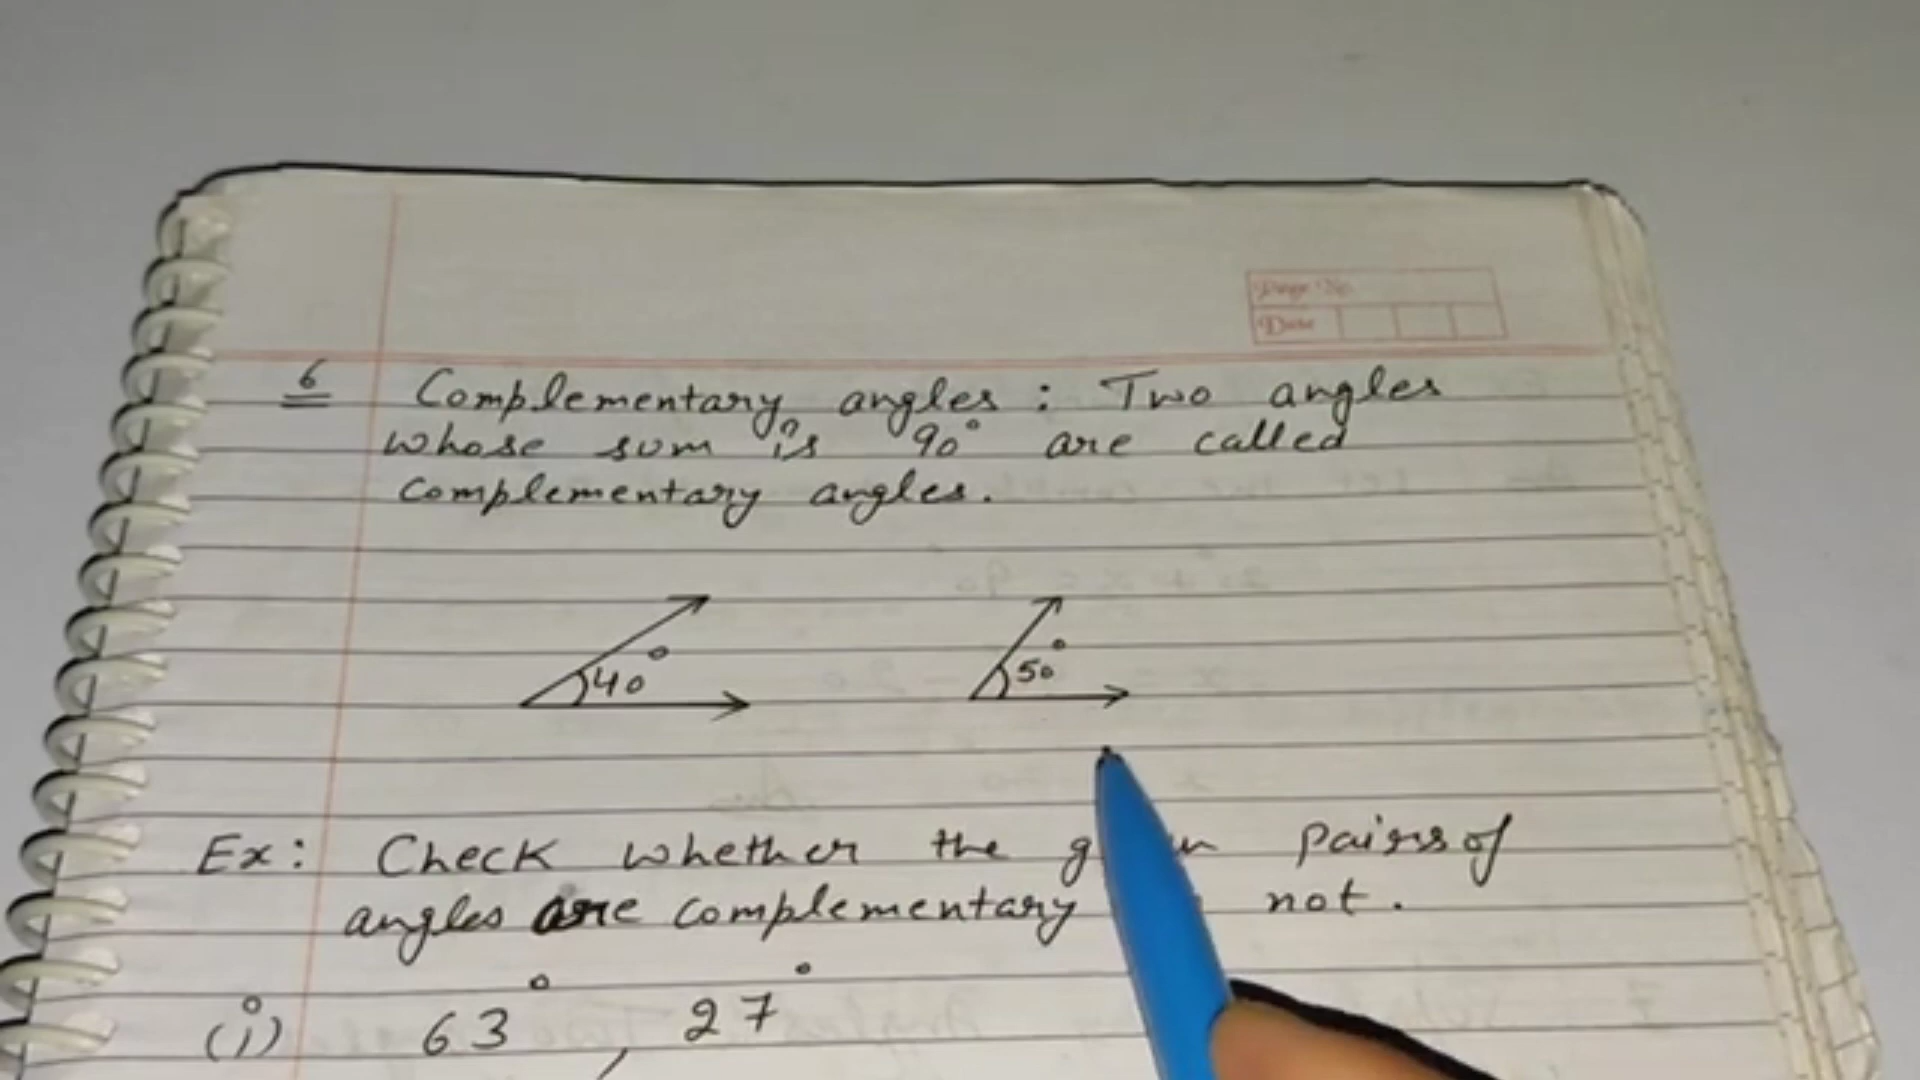 Page No.
Date
6 Complementary angles : Two angles
whose sum is 90° are called
complementary angles.
40° 50°
Ex: Check whether the g n pairs of
angles are complementary not.
(i) 63° , 27°